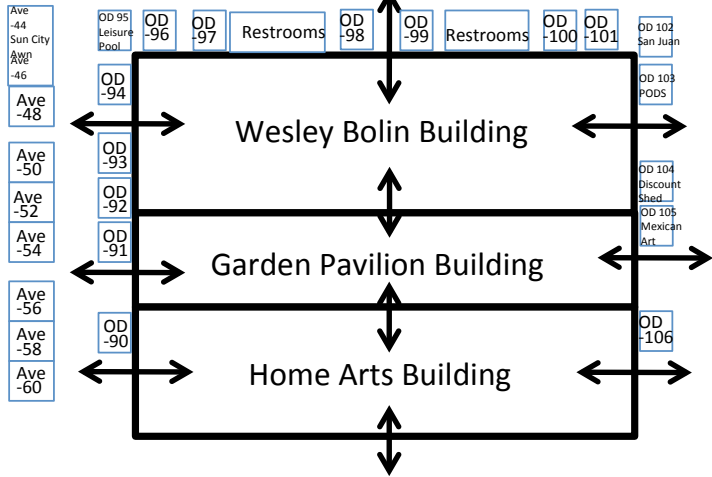 Ave
-44
Sun City
Awn
Ave
-46
OD 95
Leisure
Pool
OD
-96
OD
-97
Restrooms
OD
-98
OD
-99
Restrooms
OD
-100
OD
-101
OD 102
San Juan
Ave
-48
OD
-94
OD 103
PODS
Wesley Bolin Building
Ave
-50
OD
-93
Ave
-52
OD
-92
OD 104
Discount
Shed
Ave
-54
OD
-91
OD 105
Mexican
Art
Garden Pavilion Building
Ave
-56
Ave
-58
OD
-90
OD
-106
Ave
-60
Home Arts Building